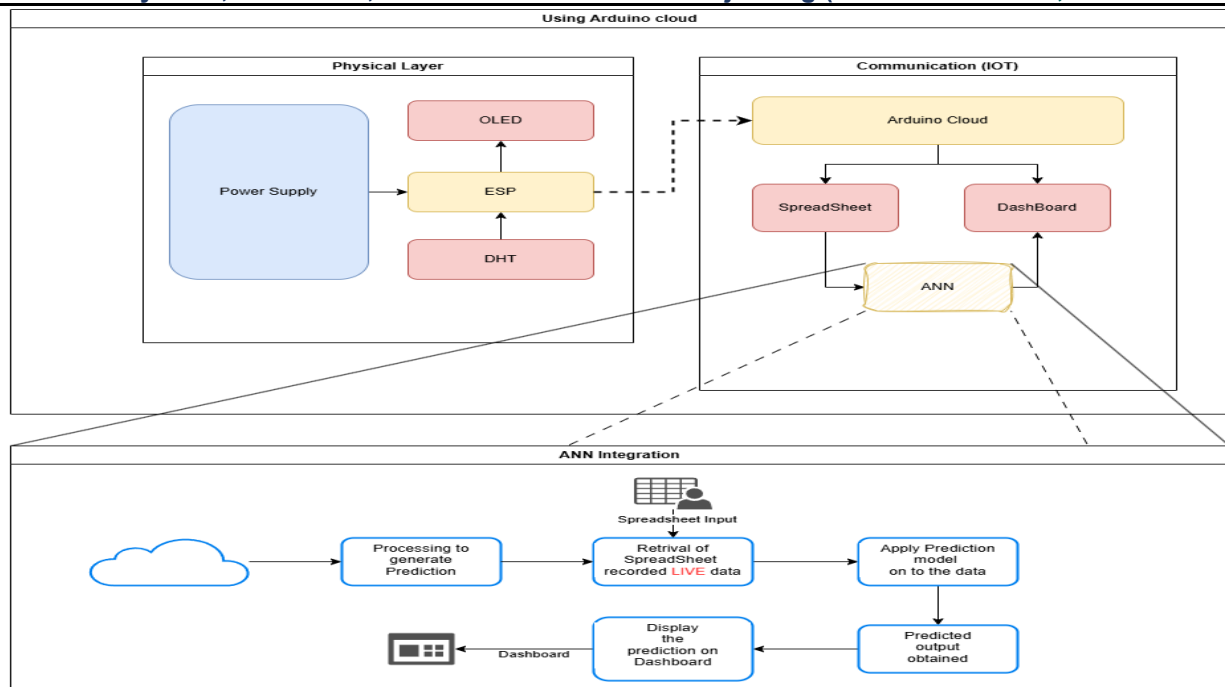 Using Arduino cloud
Physical Layer
Communication (IOT)
OLED
Arduino Cloud
Power Supply
ESP
SpreadSheet
DashBoard
DHT
ANN
ANN Integration
Spreadsheet Input
Processing to
generate
Prediction
Retrival of
SpreadSheet
recorded LIVE data
Apply Prediction
model
on to the data
Display
the
prediction on
Dashboard
Dashboard
Predicted
output
obtained